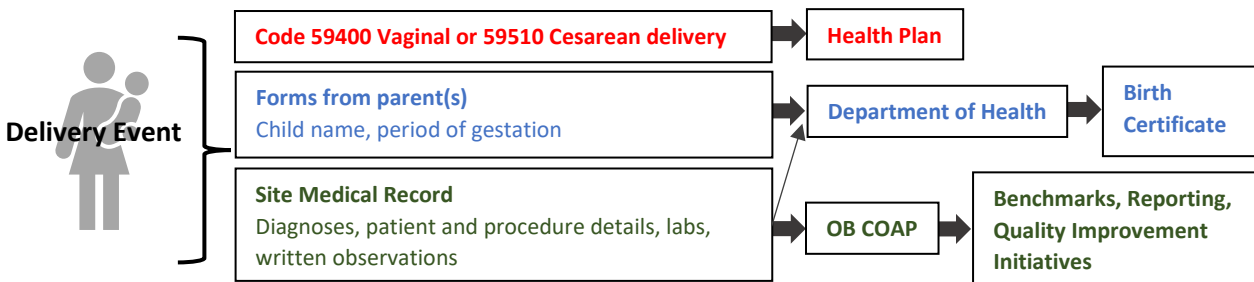 Code 59400 Vaginal or 59510 Cesarean delivery
Health Plan
Delivery Event
Forms from parent(s)
Child name, period of gestation
Department of Health
Birth
Certificate
Site Medical Record
Diagnoses, patient and procedure details, labs,
written observations
OB COAP
Benchmarks, Reporting,
Quality Improvement
Initiatives